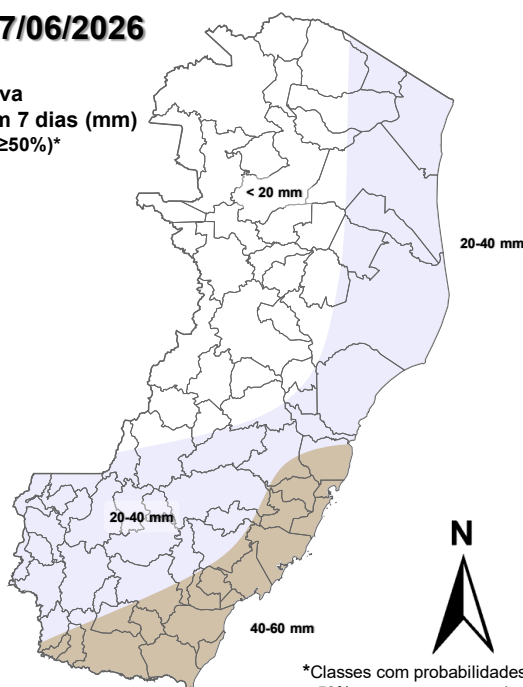 7/06/2026
va
m 7 dias (mm)
≥50%)*
< 20 mm
20-40 mm
20-40 mm
40-60 mm
N
*Classes com probabilidades